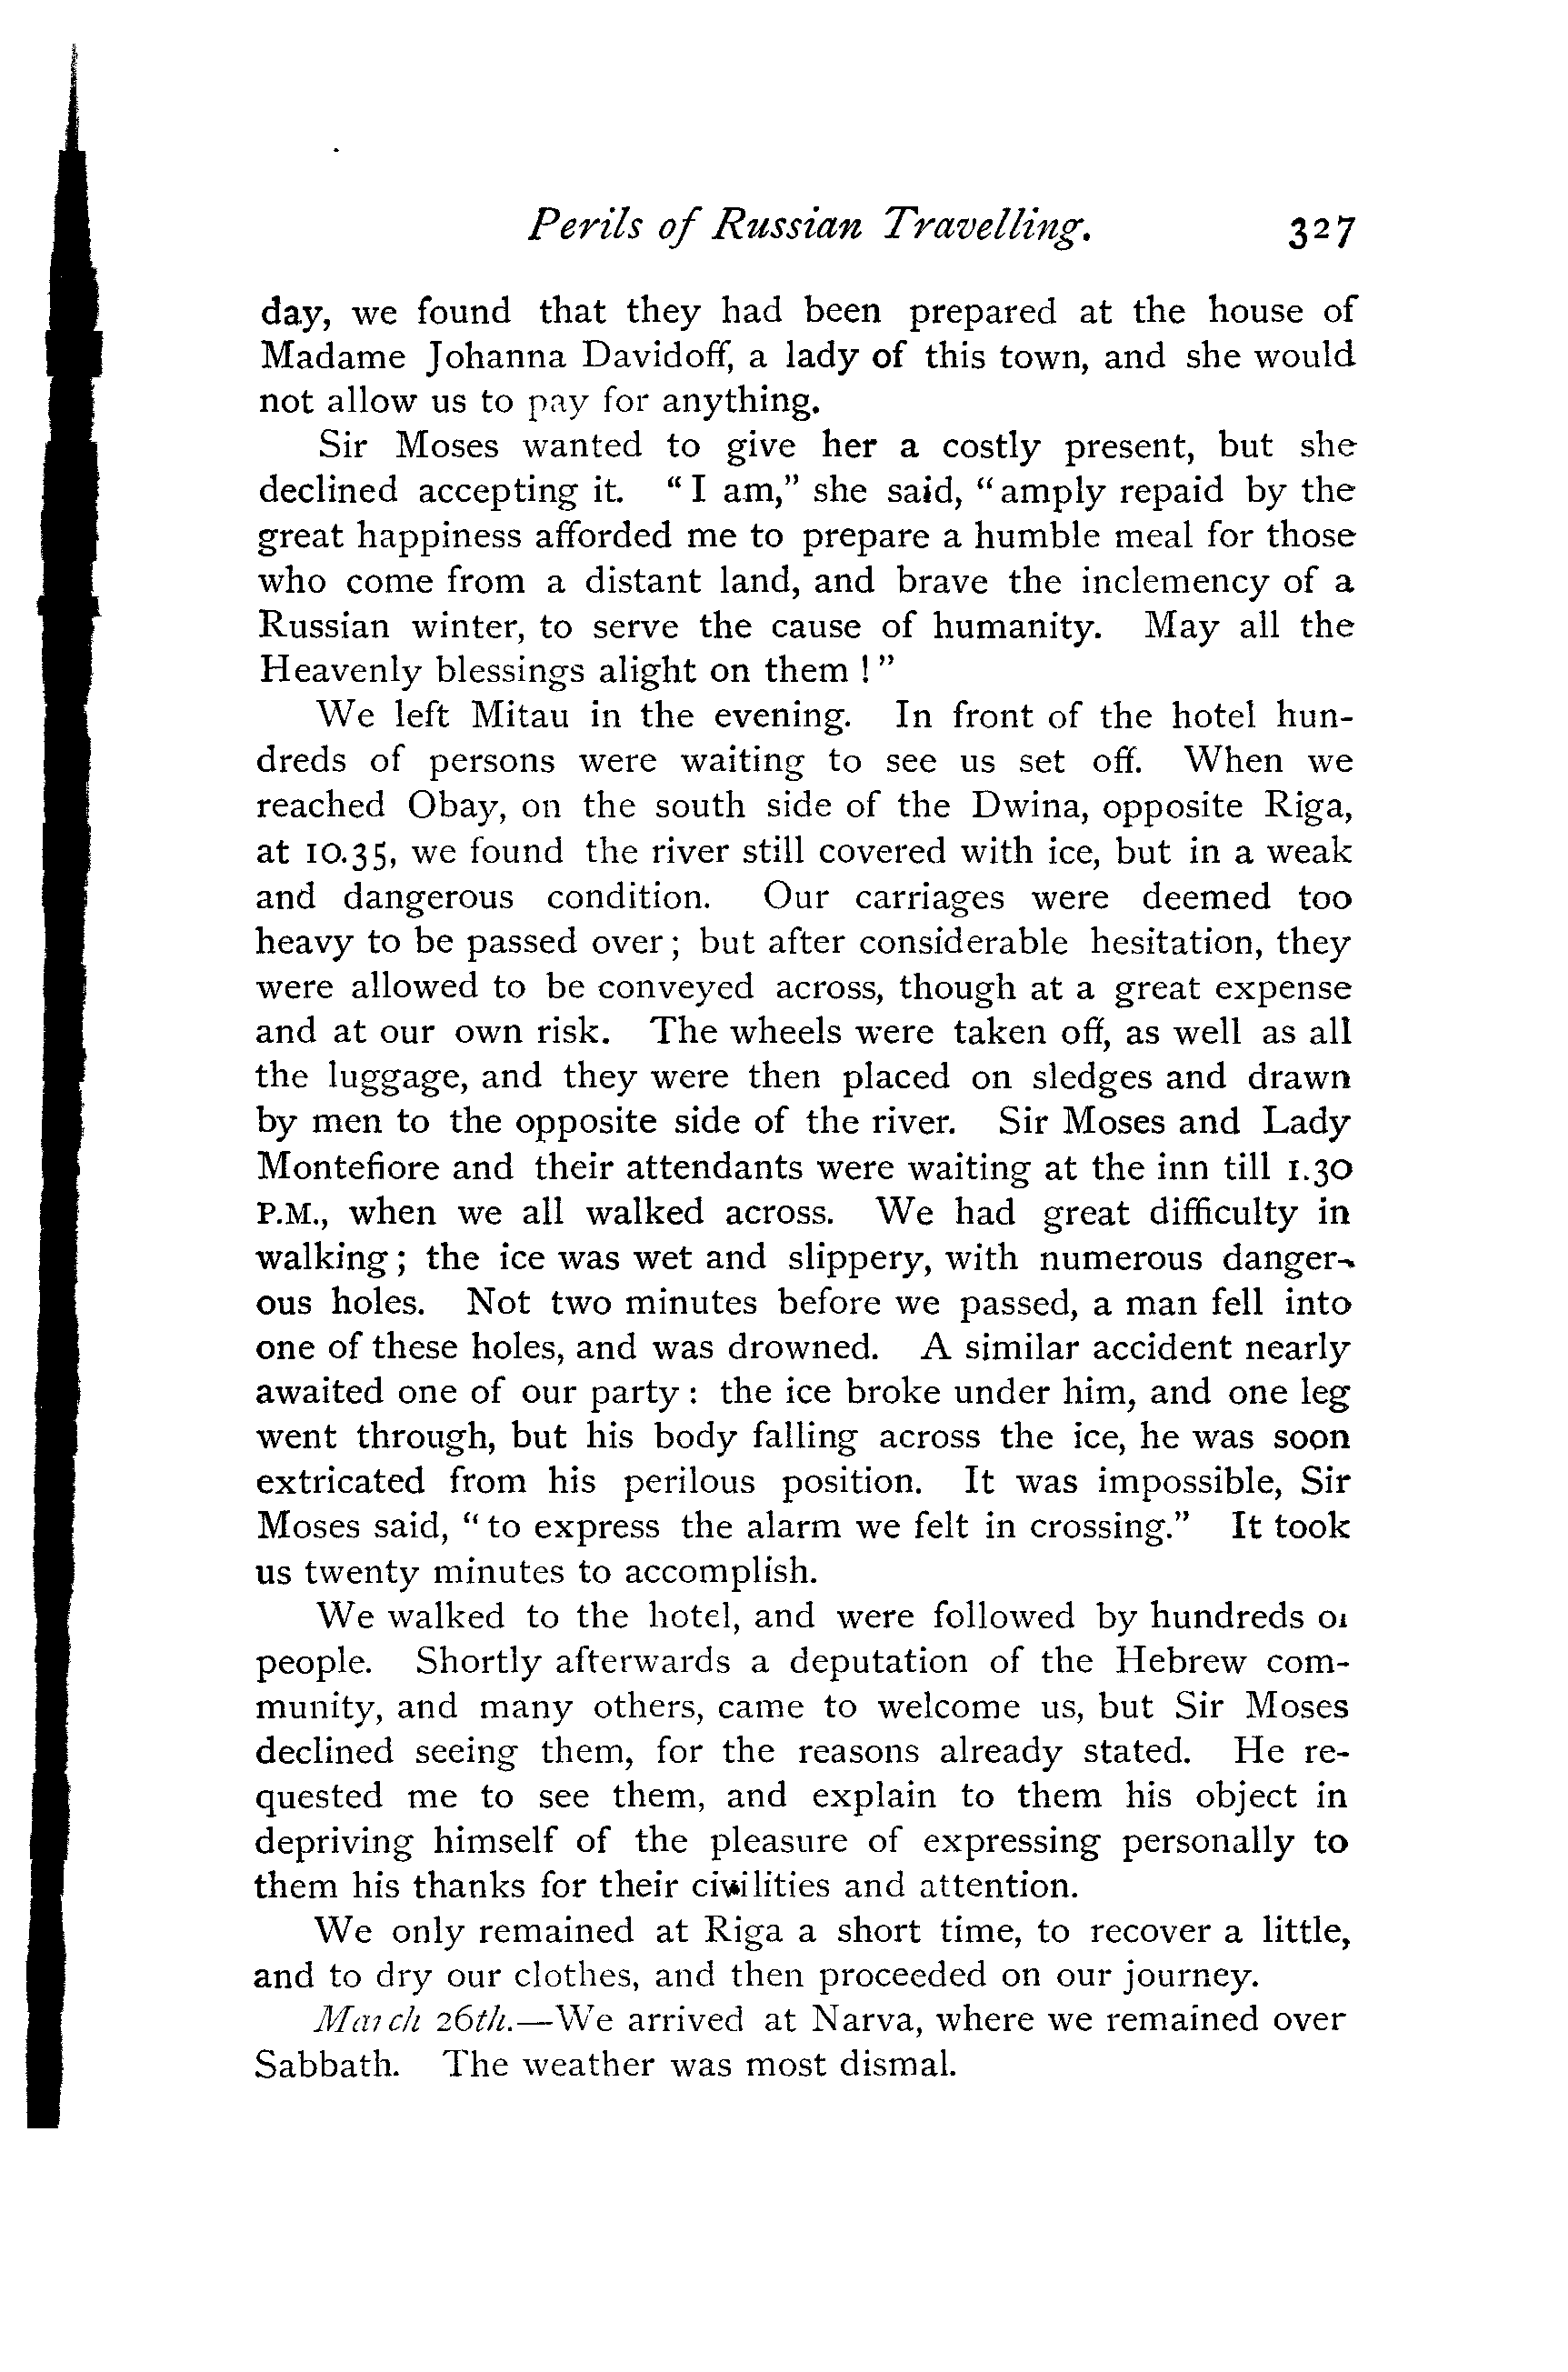 Perils of Russian Travelling. 327
day, we found that they had been prepared at the house of
Madame Johanna Davidoff, a lady of this town, and she would
not allow us to pay for anything.
Sir Moses wanted to give her a costly present, but she
declined accepting it. “I am,” she said, “amply repaid by the
great happiness afforded me to prepare a humble meal for those
who come from a distant land, and brave the inclemency of a
Russian winter, to serve the cause of humanity. May all the
Heavenly blessings alight on them !”
We left Mitau in the evening. In front of the hotel hun-
dreds of persons were waiting to see us set off. When we
reached Obay, on the south side of the Dwina, opposite Riga,
at 10.35, we found the river still covered with ice, but in a weak
and dangerous condition. Our carriages were deemed too
heavy to be passed over; but after considerable hesitation, they
were allowed to be conveyed across, though at a great expense
and at our own risk. The wheels were taken off, as well as all
the luggage, and they were then placed on sledges and drawn
by men to the opposite side of the river. Sir Moses and Lady
Montefiore and their attendants were waiting at the inn till 1.30
P.M., when we all walked across. We had great difficulty in
walking; the ice was wet and slippery, with numerous danger-
ous holes. Not two minutes before we passed, a man fell into
one of these holes, and was drowned. A similar accident nearly
awaited one of our party: the ice broke under him, and one leg
went through, but his body falling across the ice, he was soon
extricated from his perilous position. It was impossible, Sir
Moses said, “to express the alarm we felt in crossing.” It took
us twenty minutes to accomplish.
We walked to the hotel, and were followed by hundreds of
people. Shortly afterwards a deputation of the Hebrew com-
munity, and many others, came to welcome us, but Sir Moses
declined seeing them, for the reasons already stated. He re-
quested me to see them, and explain to them his object in
depriving himself of the pleasure of expressing personally to
them his thanks for their civilities and attention.
We only remained at Riga a short time, to recover a little,
and to dry our clothes, and then proceeded on our journey.
March 26th.—We arrived at Narva, where we remained over
Sabbath. The weather was most dismal.